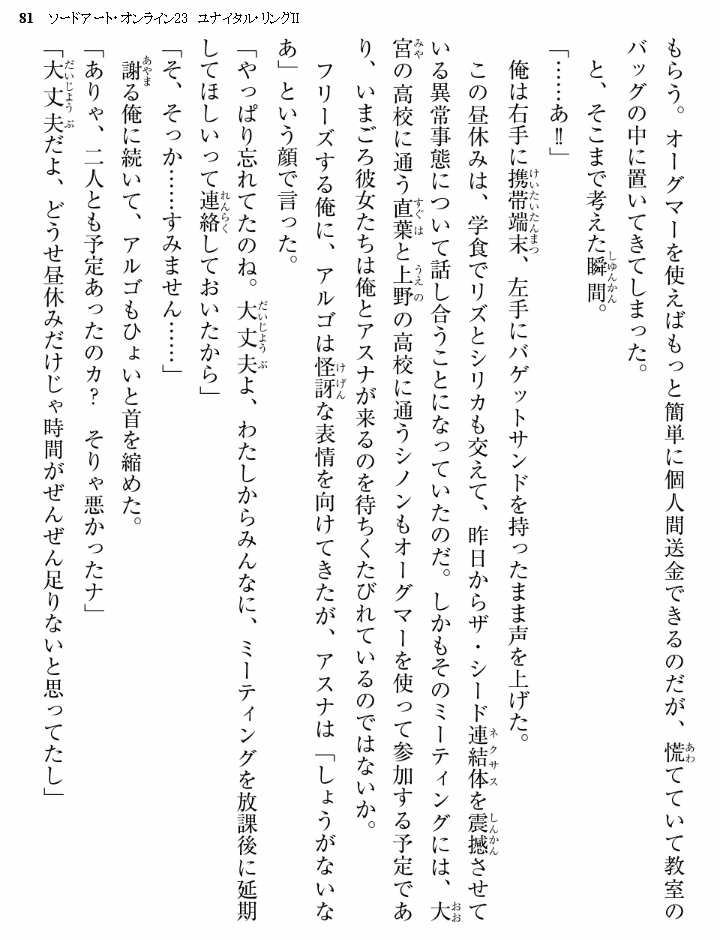 81 ソードアート・オンライン23 ユナイタル・リングⅡ
もらう。オーグマーを使えばもっと簡単に個人間送金できるのだが、慌てていて教室の
バッグの中に置いてきてしまった。
と、そこまで考えた瞬間。
「……あ‼」
俺は右手に携帯端末、左手にバゲットサンドを持ったまま声を上げた。
この昼休みは、学食でリズとシリカも交えて、昨日からザ・シード連結体を震撼させて
いる異常事態について話し合うことになっていたのだ。しかもそのミーティングには、大
宮の高校に通う直葉と上野の高校に通うシノンもオーグマーを使って参加する予定であ
り、いまごろ彼女たちは俺とアスナが来るのを待ちくたびれているのではないか。
フリーズする俺に、アルゴは怪訝な表情を向けてきたが、アスナは「しょうがないな
あ」という顔で言った。
「やっぱり忘れてたのね。大丈夫よ、わたしからみんなに、ミーティングを放課後に延期
してほしいって連絡しておいたから」
「そ、そっか……すみません……」
謝る俺に続いて、アルゴもひょいと首を縮めた。
「ありゃ、二人とも予定あったのカ？　そりゃ悪かったナ」
「大丈夫だよ、どうせ昼休みだけじゃ時間がぜんぜん足りないと思ってたし」